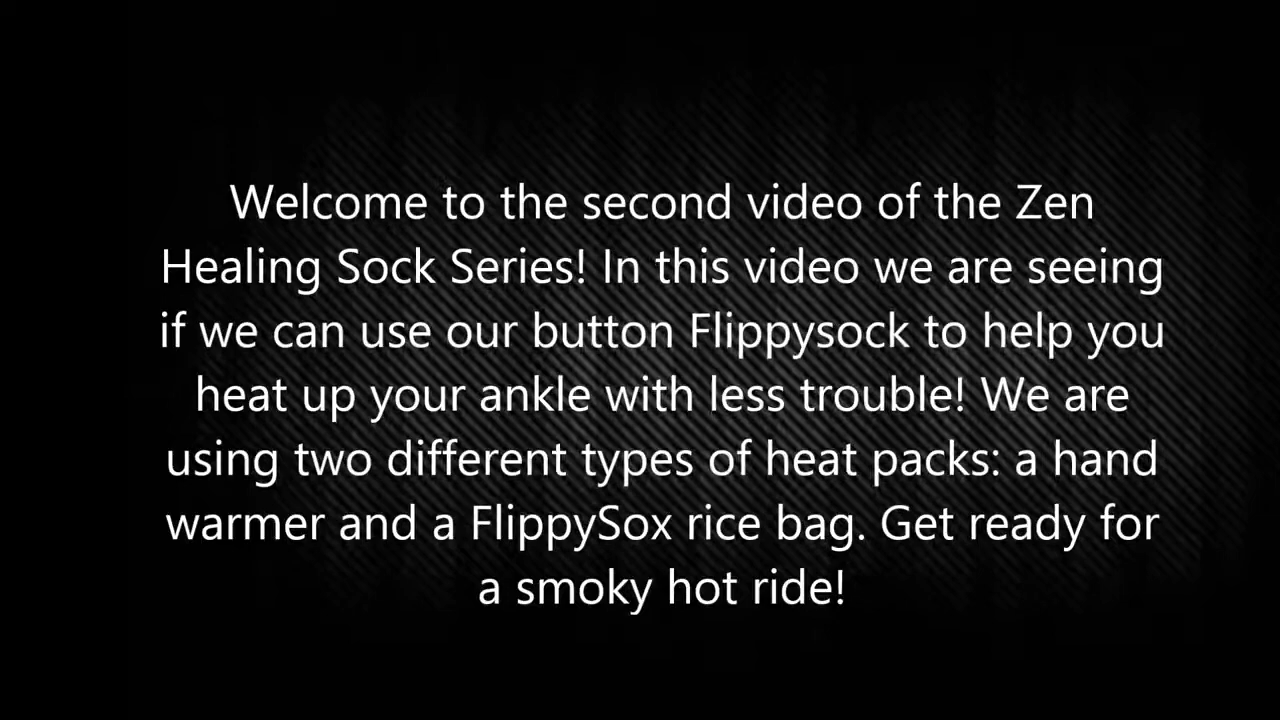 Welcome to the second video of the Zen
Healing Sock Series! In this video we are seeing
if we can use our button Flippysock to help you
heat up your ankle with less trouble! We are
using two different types of heat packs: a hand
warmer and a FlippySox rice bag. Get ready for
a smoky hot ride!